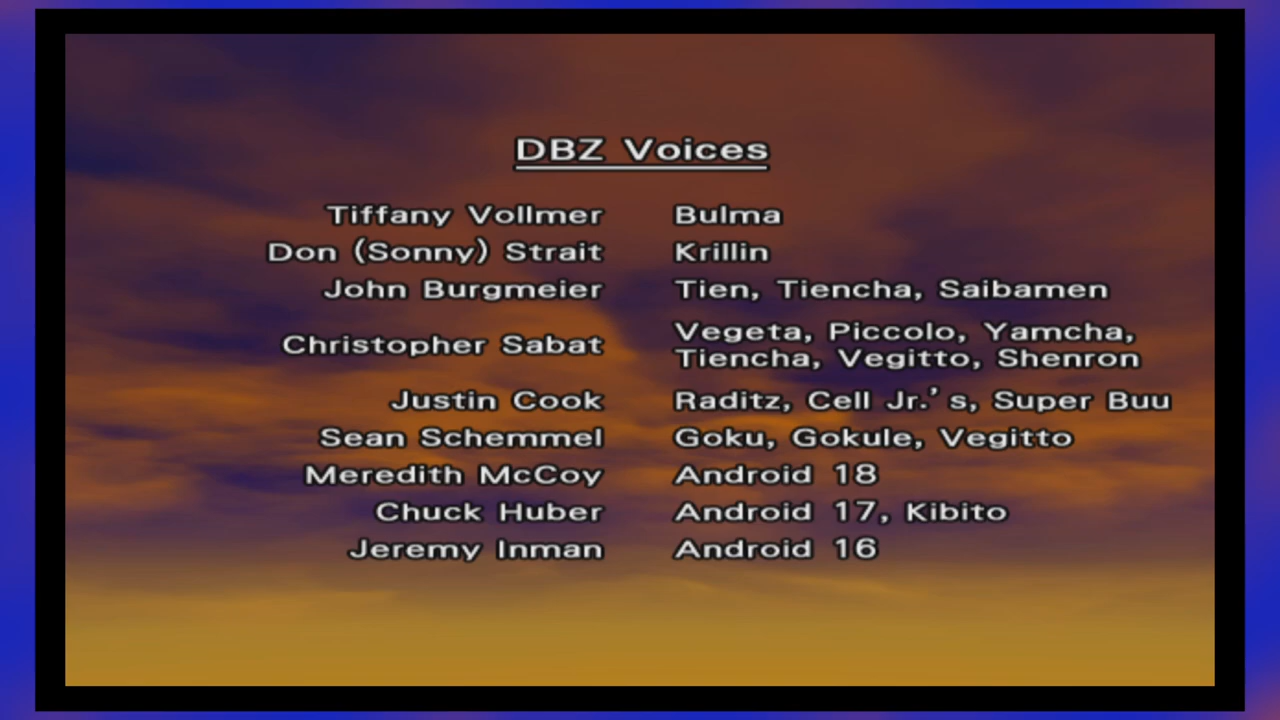 DBZ Voices
Tiffany Vollmer Bulma
Don (Sonny) Strait Krillin
John Burgmeier Tien, Tiencha, Saibamen
Christopher Sabat Vegeta, Piccolo, Yamcha,
Tiencha, Vegitto, Shenron
Justin Cook Raditz, Cell Jr.'s, Super Buu
Sean Schemmel Goku, Gokule, Vegitto
Meredith McCoy Android 18
Chuck Huber Android 17, Kibito
Jeremy Inman Android 16